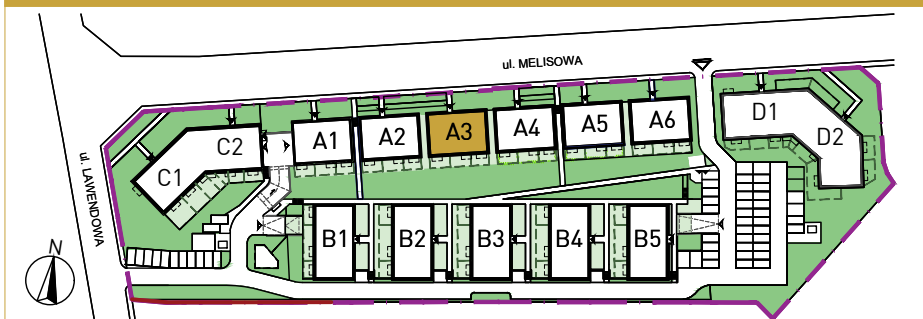 ul. MELISOWA
ul. LAWENDOWA
C1
C2
A1
A2
A3
A4
A5
A6
D1
D2
B1
B2
B3
B4
B5
N